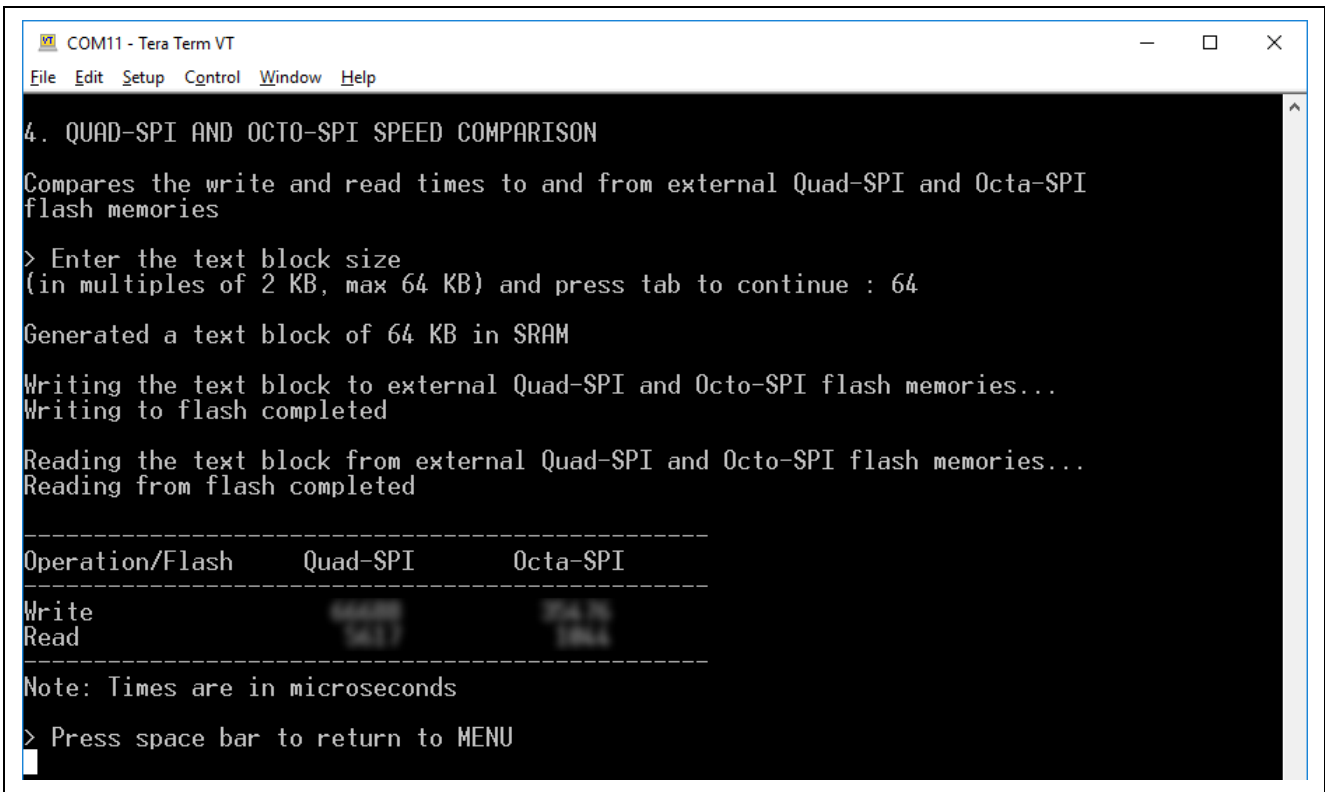 COM11 - Tera Term VT
File Edit Setup Control Window Help
4. QUAD-SPI AND OCTO-SPI SPEED COMPARISON
Compares the write and read times to and from external Quad-SPI and Octa-SPI
flash memories
> Enter the text block size
(in multiples of 2 KB, max 64 KB) and press tab to continue : 64
Generated a text block of 64 KB in SRAM
Writing the text block to external Quad-SPI and Octo-SPI flash memories...
Writing to flash completed
Reading the text block from external Quad-SPI and Octo-SPI flash memories...
Reading from flash completed
Operation/Flash Quad-SPI Octa-SPI
Write
Read
Note: Times are in microseconds
> Press space bar to return to MENU